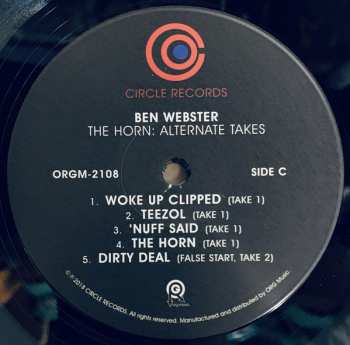 CIRCLE RECORDS
BEN WEBSTER
THE HORN: ALTERNATE TAKES
ORGM-2108 SIDE C
1. WOKE UP CLIPPED (TAKE 1)
2. TEEZOL (TAKE 1)
3. 'NUFF SAID (TAKE 1)
4. THE HORN (TAKE 1)
5. DIRTY DEAL (FALSE START, TAKE 2)
©℗2018 CIRCLE RECORDS. All rights reserved. Manufactured and distributed by ORG Music.